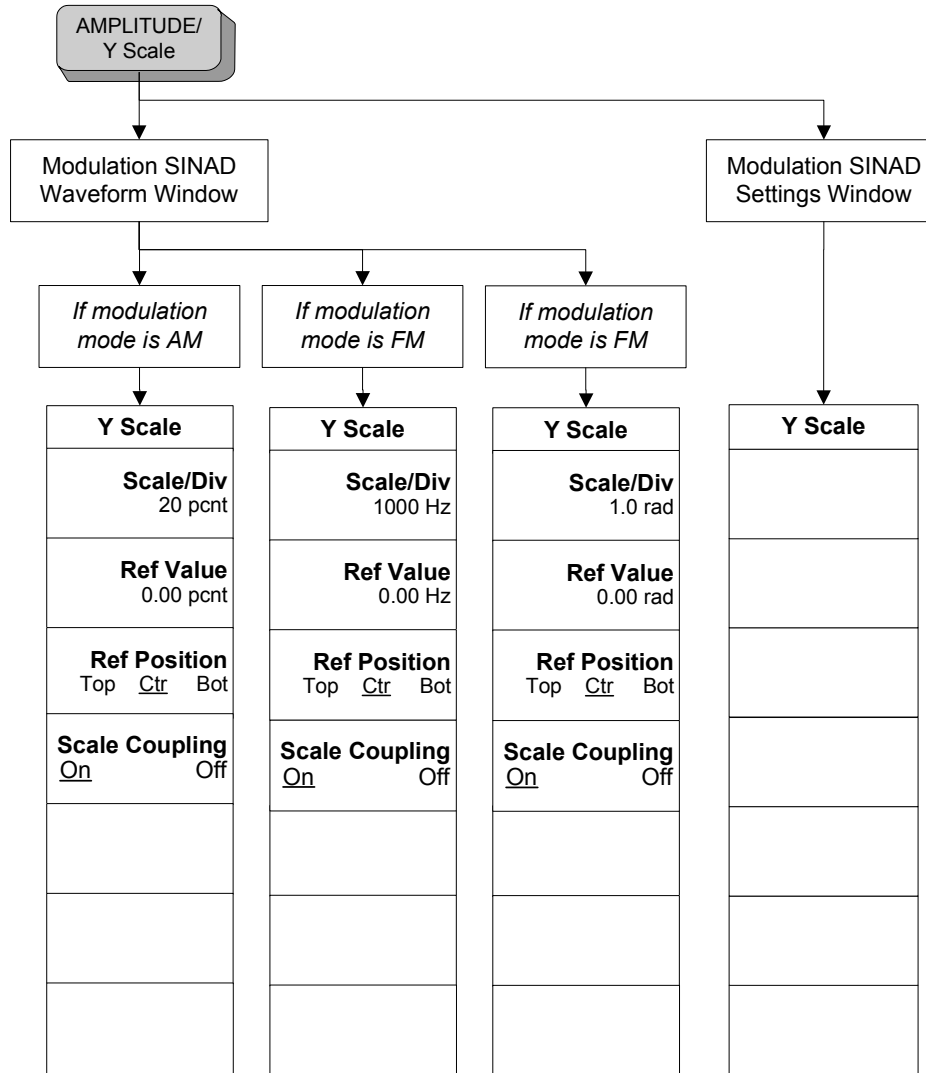 AMPLITUDE/
Y Scale
Modulation SINAD
Waveform Window
Modulation SINAD
Settings Window
If modulation
mode is AM
If modulation
mode is FM
If modulation
mode is FM
Y Scale
Scale/Div
20 pcnt
Ref Value
0.00 pcnt
Ref Position
Top Ctr Bot
Scale Coupling
On Off
Y Scale
Scale/Div
1000 Hz
Ref Value
0.00 Hz
Ref Position
Top Ctr Bot
Scale Coupling
On Off
Y Scale
Scale/Div
1.0 rad
Ref Value
0.00 rad
Ref Position
Top Ctr Bot
Scale Coupling
On Off
Y Scale